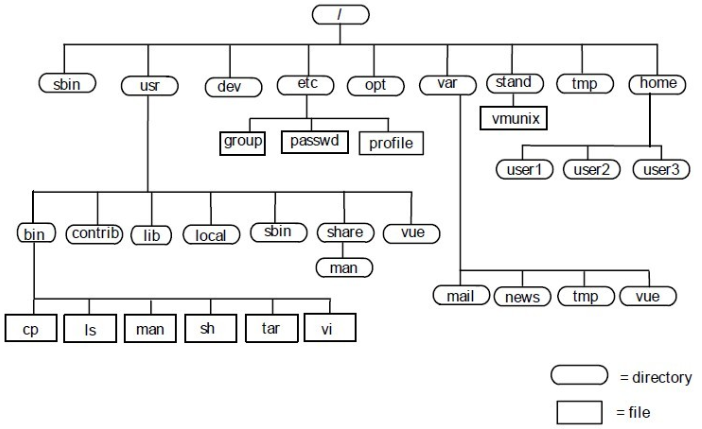 /
sbin usr dev etc opt var stand tmp home
vmunix
group passwd profile
user1 user2 user3
bin contrib lib local sbin share vue
man
mail news tmp vue
cp ls man sh tar vi
= directory
= file